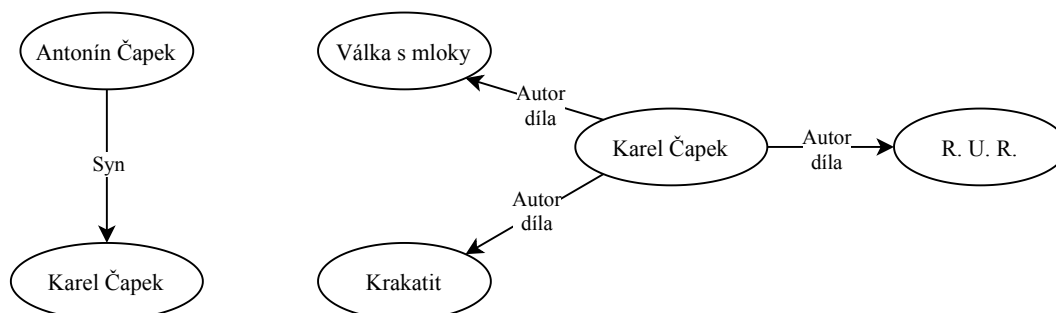 Antonín Čapek
Syn
Karel Čapek
Válka s mloky
Autor
díla
Karel Čapek
Autor
díla
R. U. R.
Autor
díla
Krakatit